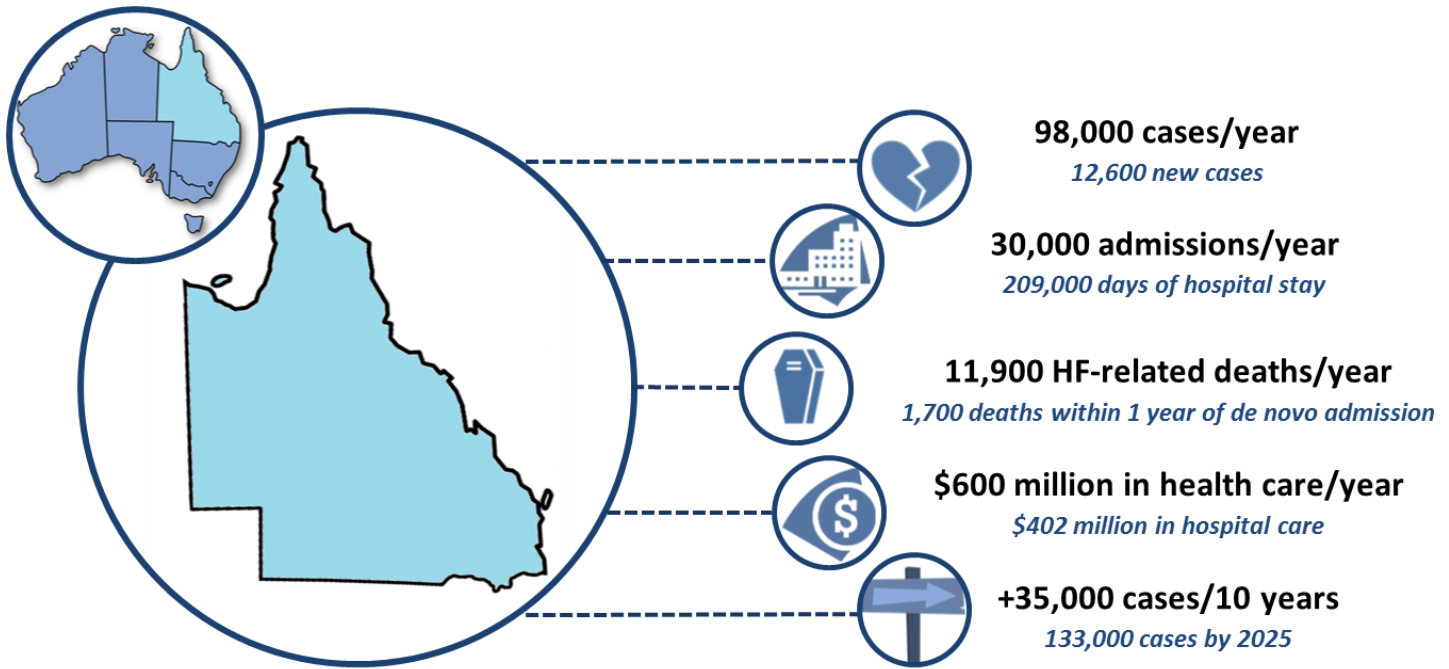 98,000 cases/year
12,600 new cases
30,000 admissions/year
209,000 days of hospital stay
11,900 HF-related deaths/year
1,700 deaths within 1 year of de novo admission
$600 million in health care/year
$
$402 million in hospital care
+35,000 cases/10 years
133,000 cases by 2025